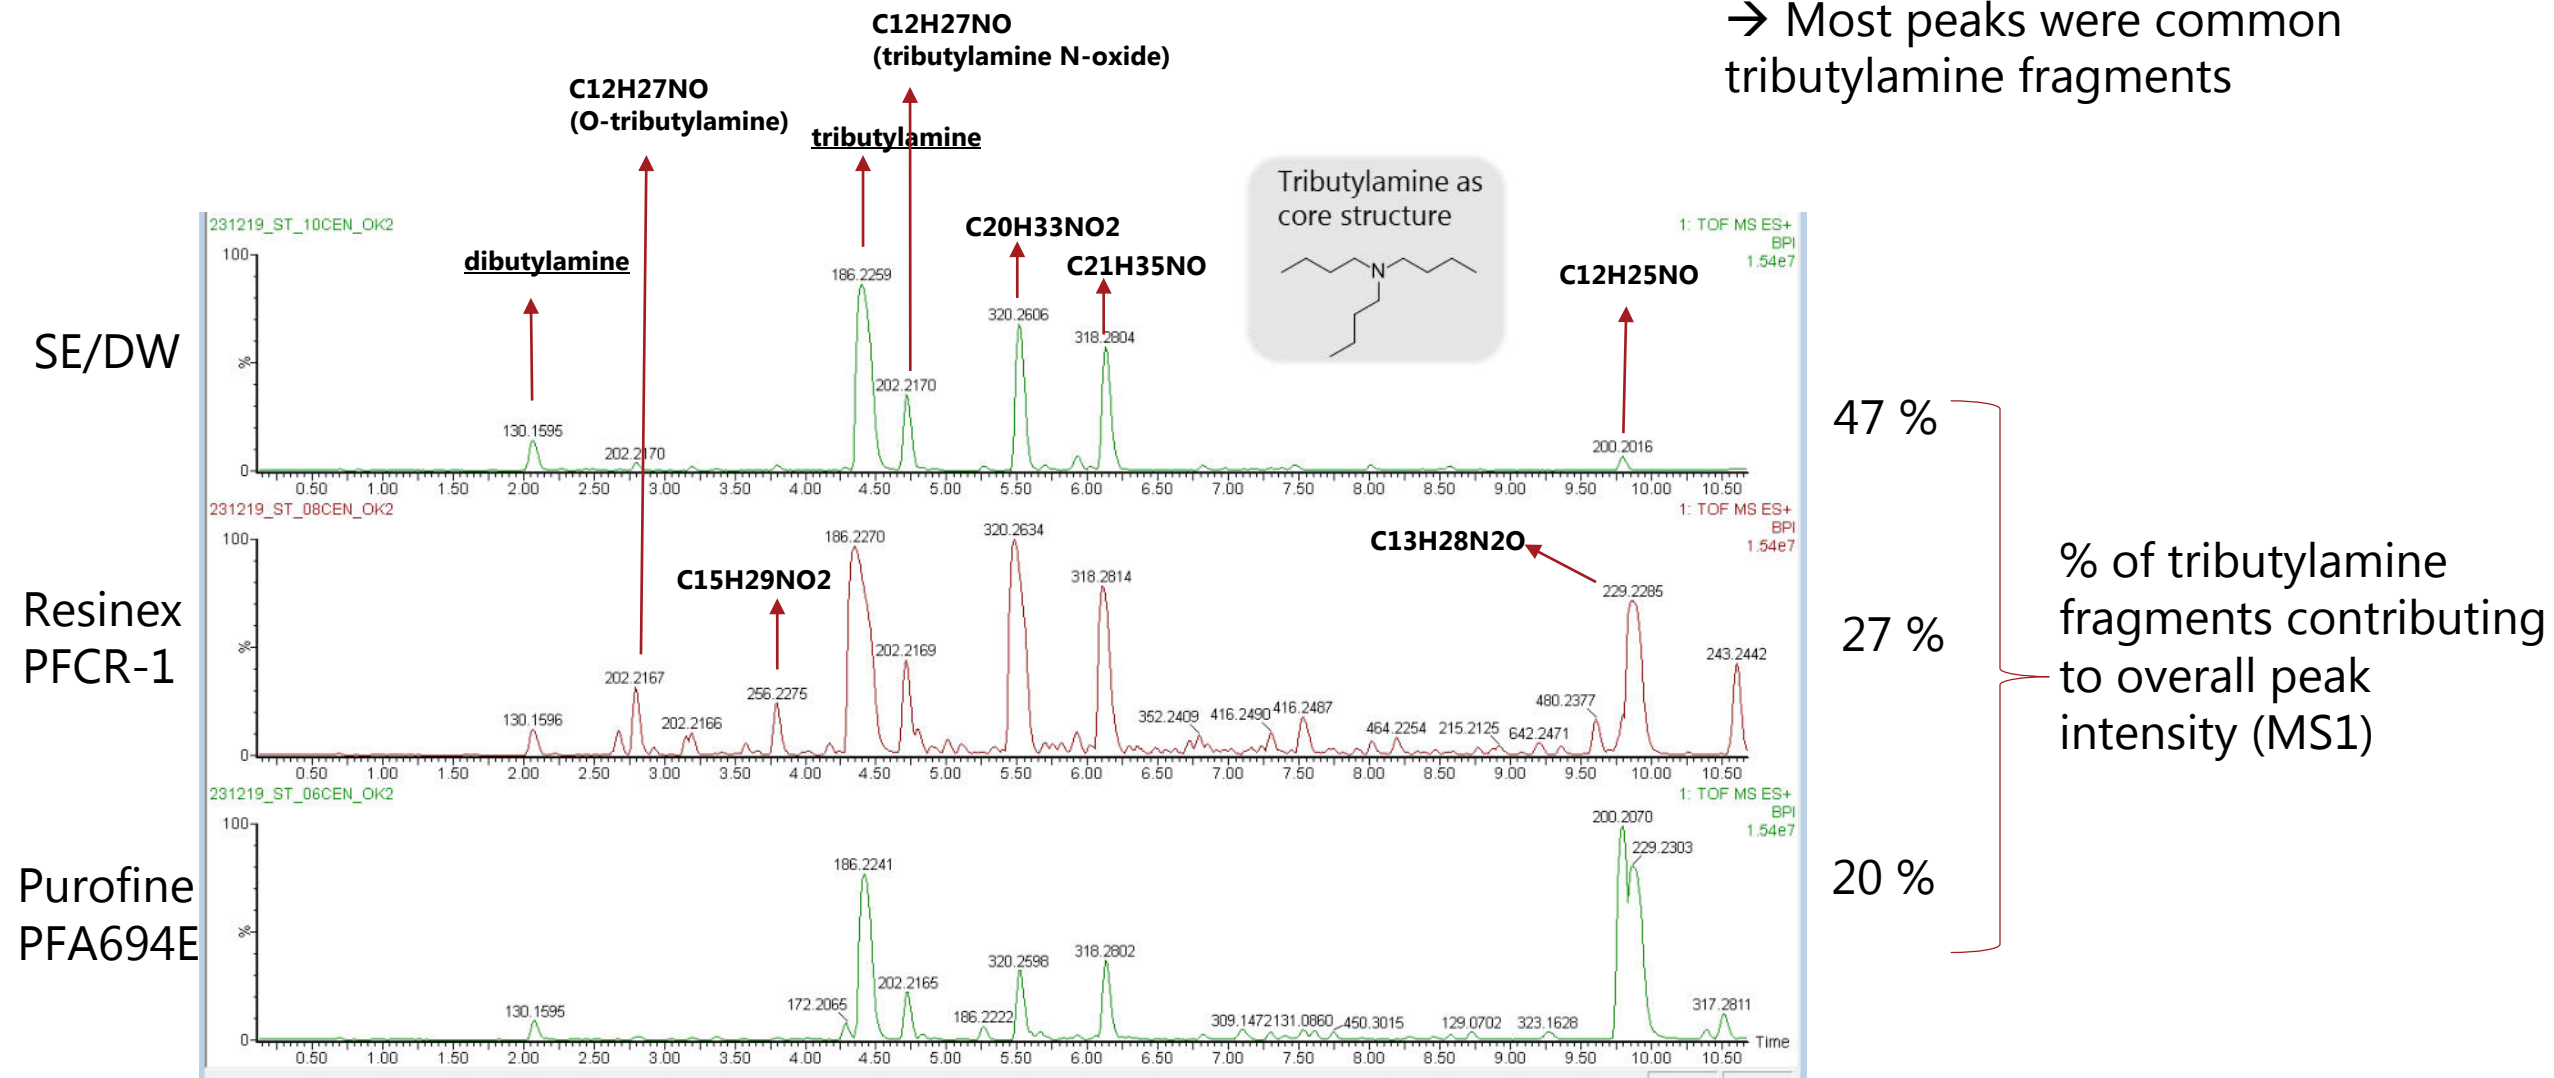 → Most peaks were common
tributylamine fragments
C12H27NO
(tributylamine N-oxide)
C12H27NO
(O-tributylamine)
tributylamine
dibutylamine
C20H33NO2
C21H35NO
Tributylamine as
core structure
N
C12H25NO
SE/DW
231219_ST_10CEN_OK2
1: TOF MS ES+
BPI
1.54e7
100
%
0
130.1595
202.2170
186.2259
202.2170
320.2606
318.2804
200.2016
0.50 1.00 1.50 2.00 2.50 3.00 3.50 4.00 4.50 5.00 5.50 6.00 6.50 7.00 7.50 8.00 8.50 9.00 9.50 10.00 10.50
47 %
Resinex
PFCR-1
231219_ST_08CEN_OK2
1: TOF MS ES+
BPI
1.54e7
100
%
0
C15H29NO2
C13H28N2O
130.1596
202.2167
202.2166
256.2275
186.2270
202.2169
320.2634
318.2814
352.2409
416.2490
416.2487
464.2254
215.2125
642.2471
480.2377
229.2285
243.2442
0.50 1.00 1.50 2.00 2.50 3.00 3.50 4.00 4.50 5.00 5.50 6.00 6.50 7.00 7.50 8.00 8.50 9.00 9.50 10.00 10.50
27 %
Purofine
PFA694E
231219_ST_06CEN_OK2
1: TOF MS ES+
BPI
1.54e7
100
%
0
130.1595
172.2065
186.2241
202.2165
186.2222
320.2598
318.2802
309.1472
131.0860
450.3015
129.0702
323.1628
200.2070
229.2303
317.2811
Time
0.50 1.00 1.50 2.00 2.50 3.00 3.50 4.00 4.50 5.00 5.50 6.00 6.50 7.00 7.50 8.00 8.50 9.00 9.50 10.00 10.50
20 %
% of tributylamine
fragments contributing
to overall peak
intensity (MS1)